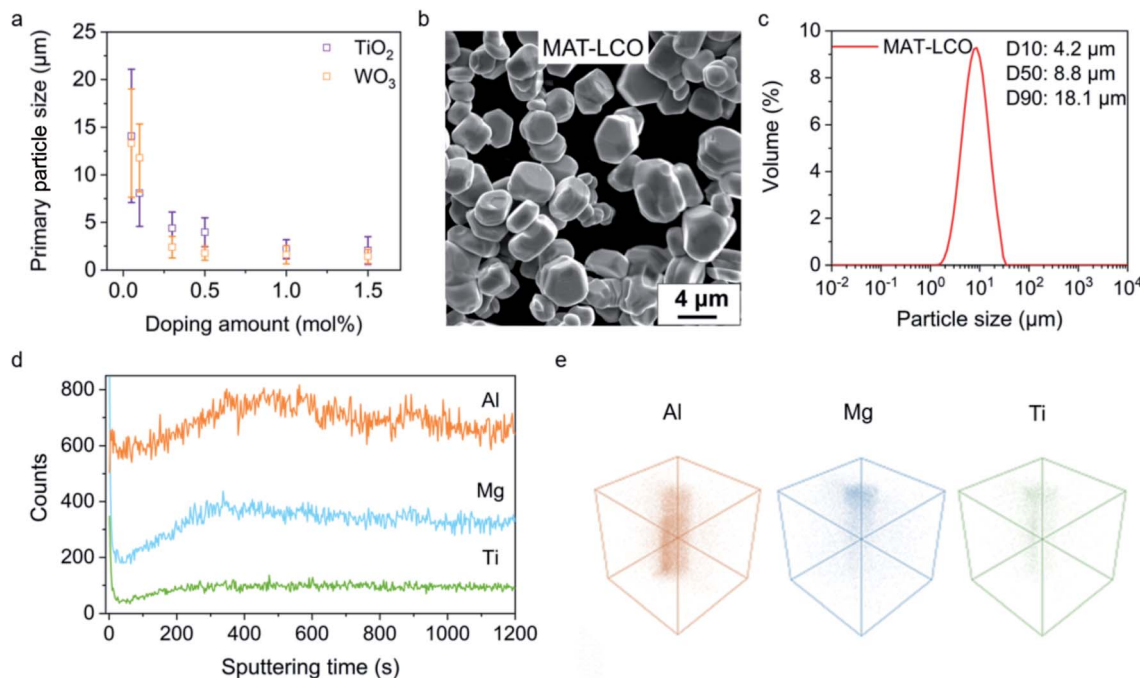 a
Primary particle size (µm)
25
20
15
10
5
0
TiO2
WO3
0.0
0.5
1.0
1.5
Doping amount (mol%)
b
MAT-LCO
4 µm
c
Volume (%)
10
8
6
4
2
0
MAT-LCO
D10: 4.2 µm
D50: 8.8 µm
D90: 18.1 µm
10-2 10-1 100 101 102 103 104
Particle size (µm)
d
Counts
800
600
400
200
0
Al
Mg
Ti
0 200 400 600 800 1000 1200
Sputtering time (s)
e
Al Mg Ti